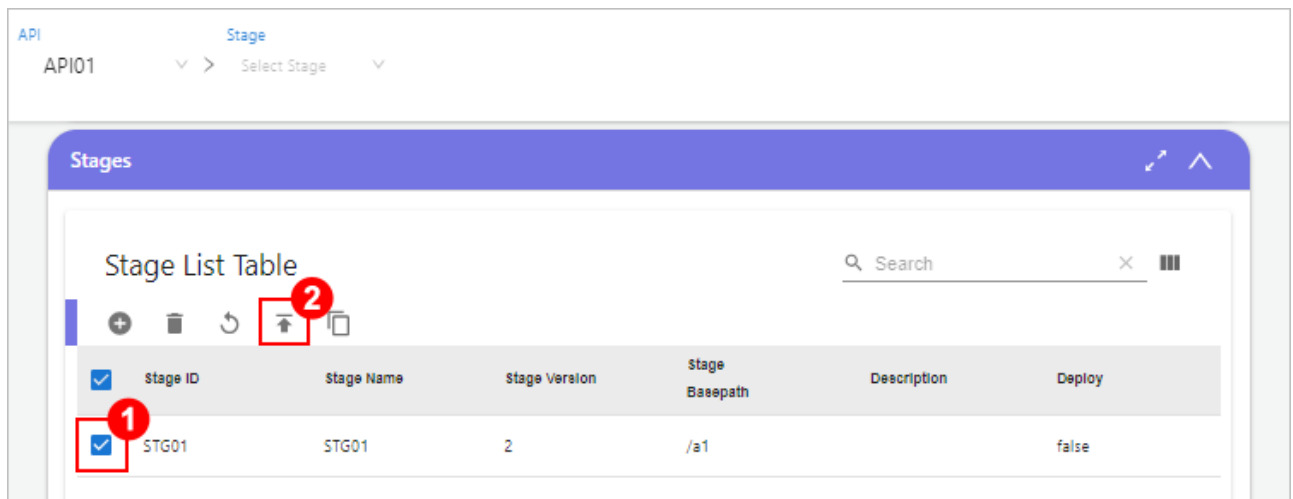 API
Stage
API01
Select Stage
Stages
Stage List Table
Search
2
Stage ID
Stage Name
Stage Version
Stage
Basepath
Description
Deploy
1
STG01
STG01
2
/a1
false